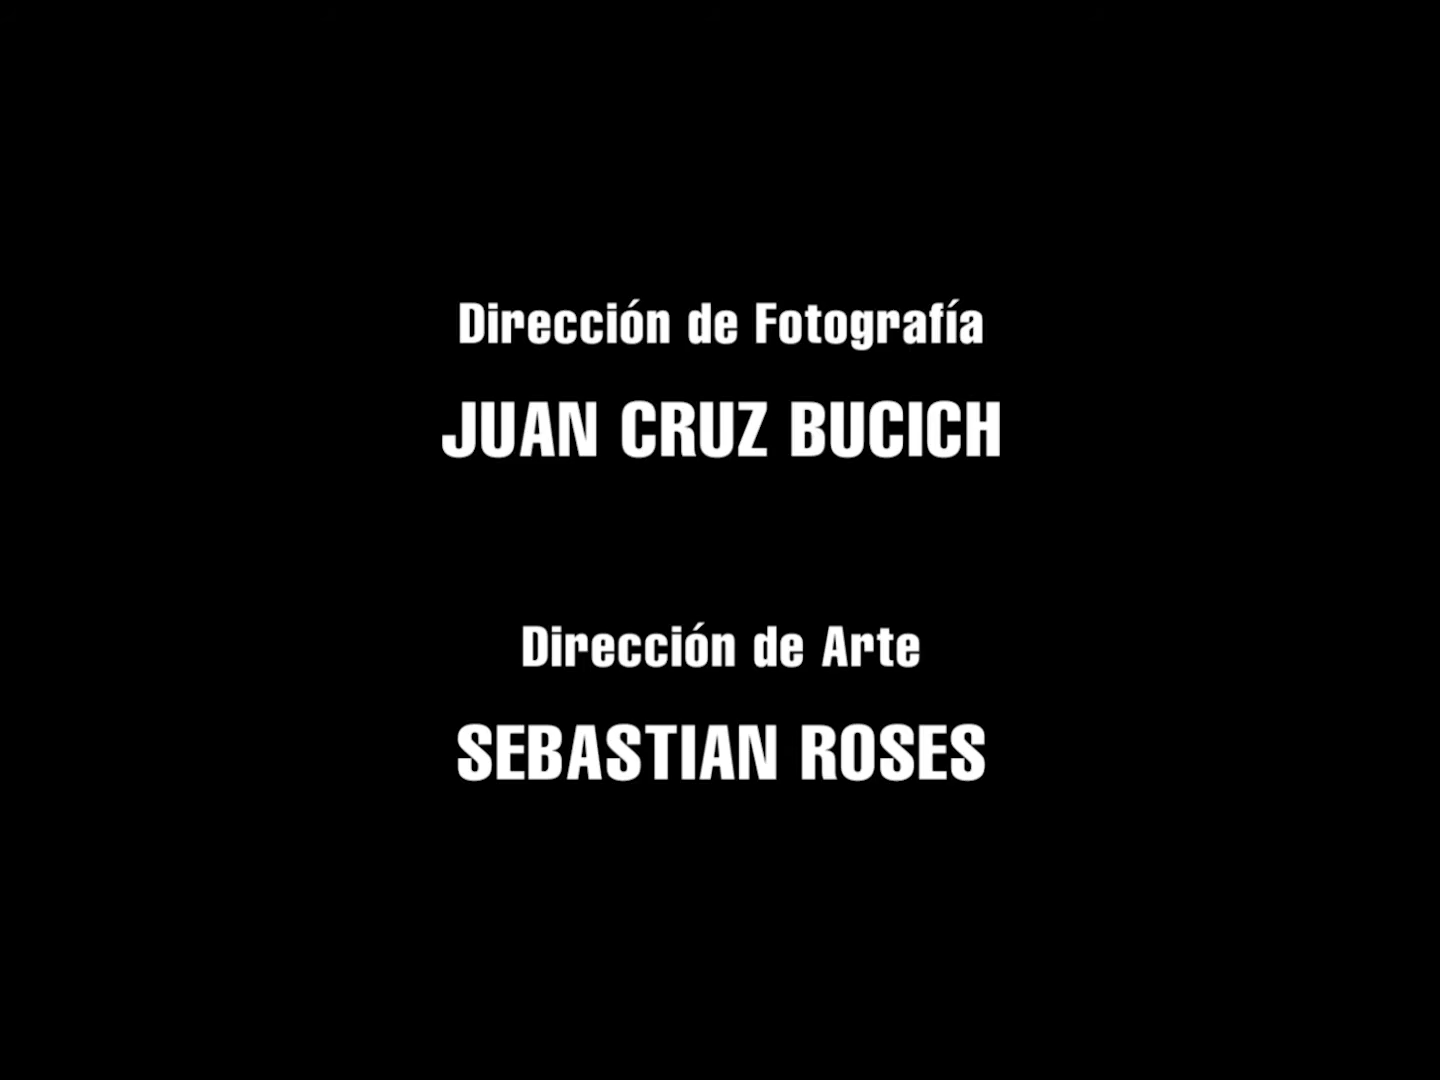 Dirección de Fotografía
JUAN CRUZ BUCICH
Dirección de Arte
SEBASTIAN ROSES